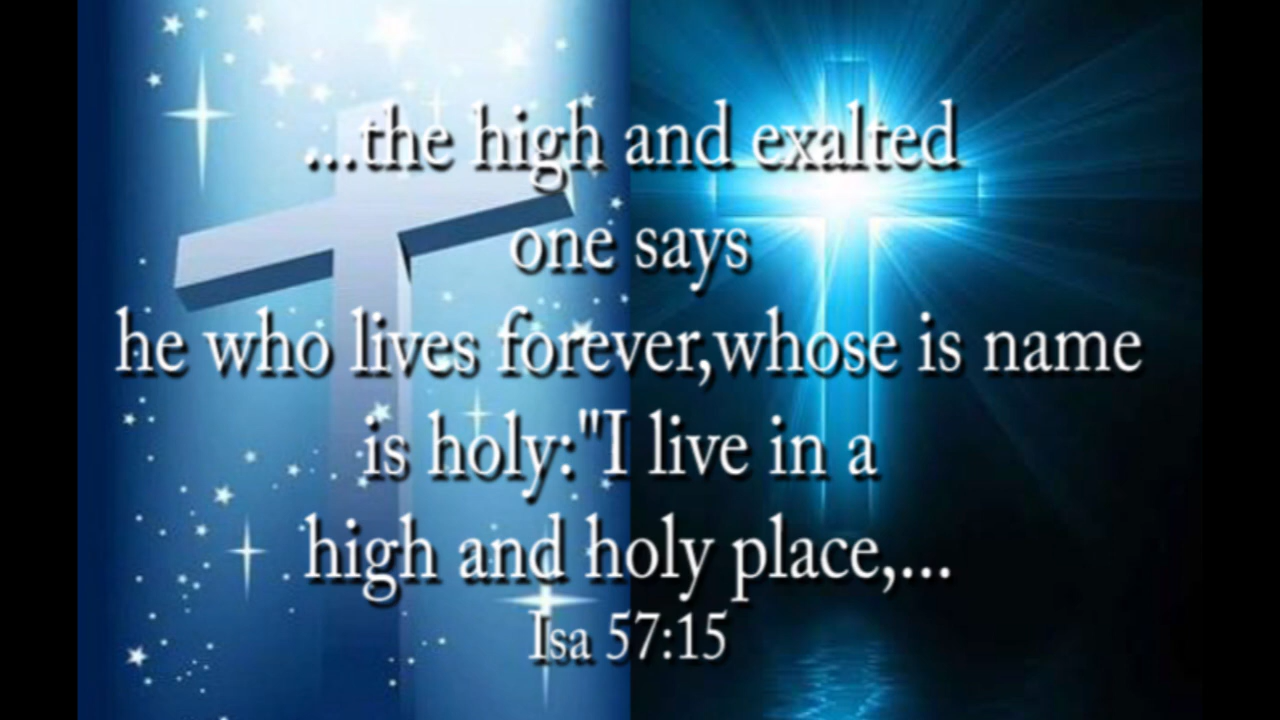 ...the high and exalted
one says
he who lives forever,whose is name
is holy:"I live in a
high and holy place,...
Isa 57:15